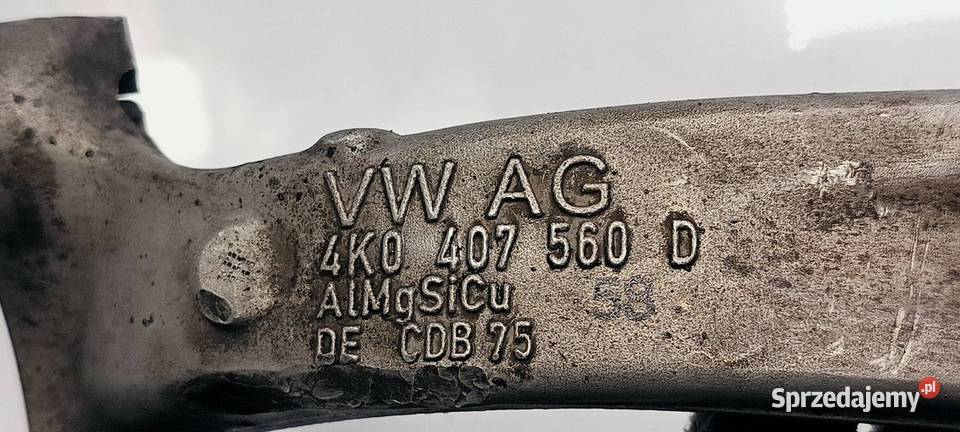 VW AG
4K0 407 560 D
AlMgSiCu
58
DE CDB 75
Sprzedajemy.pl